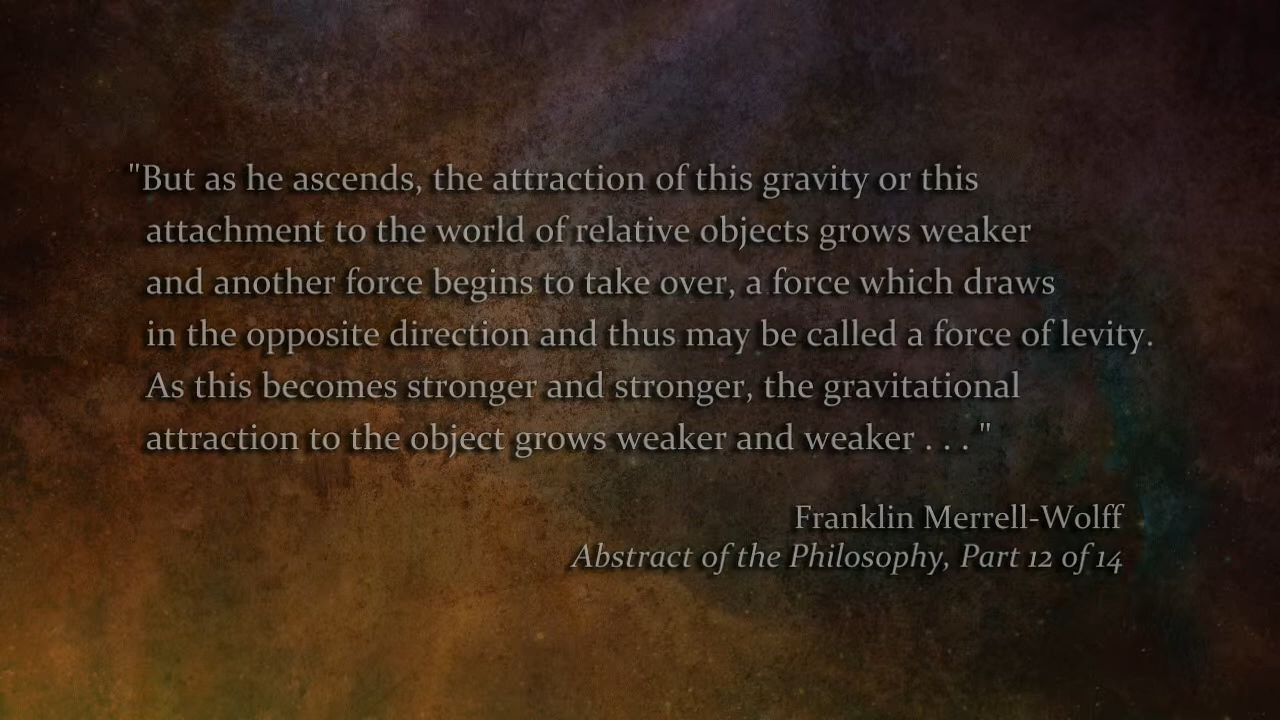 "But as he ascends, the attraction of this gravity or this
attachment to the world of relative objects grows weaker
and another force begins to take over, a force which draws
in the opposite direction and thus may be called a force of levity.
As this becomes stronger and stronger, the gravitational
attraction to the object grows weaker and weaker . . . "
Franklin Merrell-Wolff
Abstract of the Philosophy, Part 12 of 14